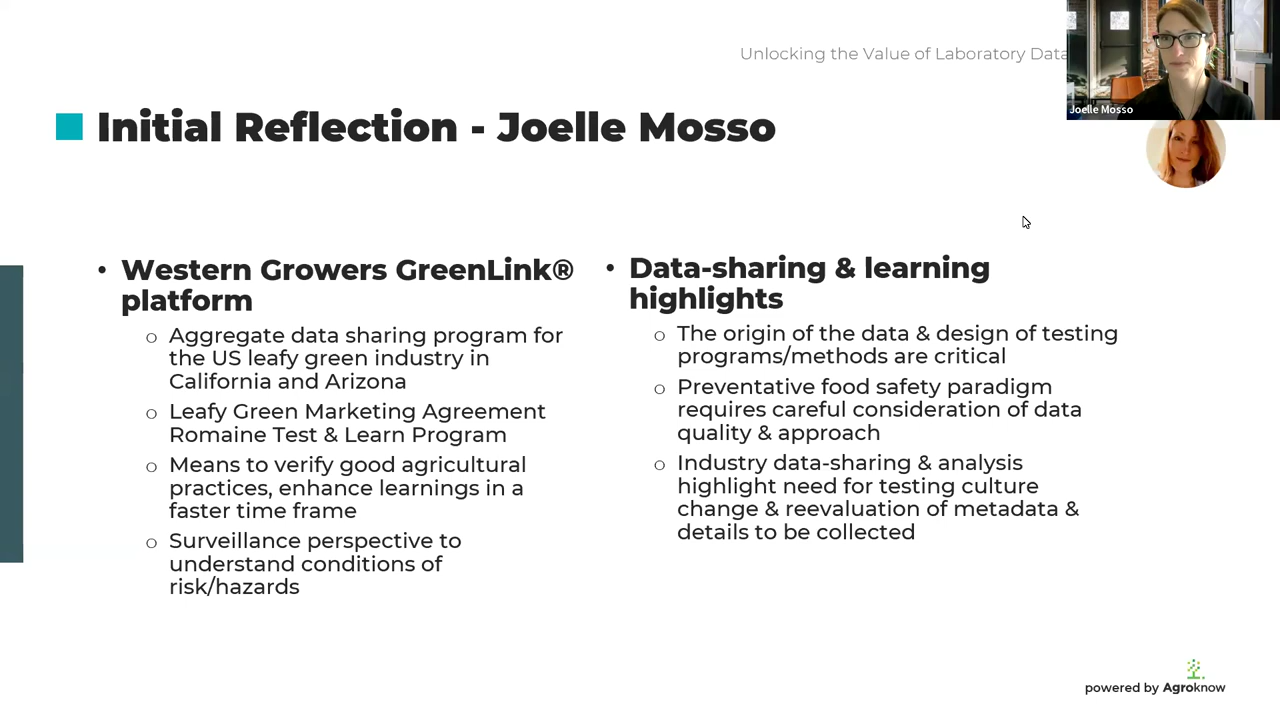 Unlocking the Value of Laboratory Data
Joelle Mosso
Initial Reflection - Joelle Mosso
• Western Growers GreenLink®
platform
○ Aggregate data sharing program for
the US leafy green industry in
California and Arizona
○ Leafy Green Marketing Agreement
Romaine Test & Learn Program
○ Means to verify good agricultural
practices, enhance learnings in a
faster time frame
○ Surveillance perspective to
understand conditions of
risk/hazards
• Data-sharing & learning
highlights
○ The origin of the data & design of testing
programs/methods are critical
○ Preventative food safety paradigm
requires careful consideration of data
quality & approach
○ Industry data-sharing & analysis
highlight need for testing culture
change & reevaluation of metadata &
details to be collected
powered by Agroknow